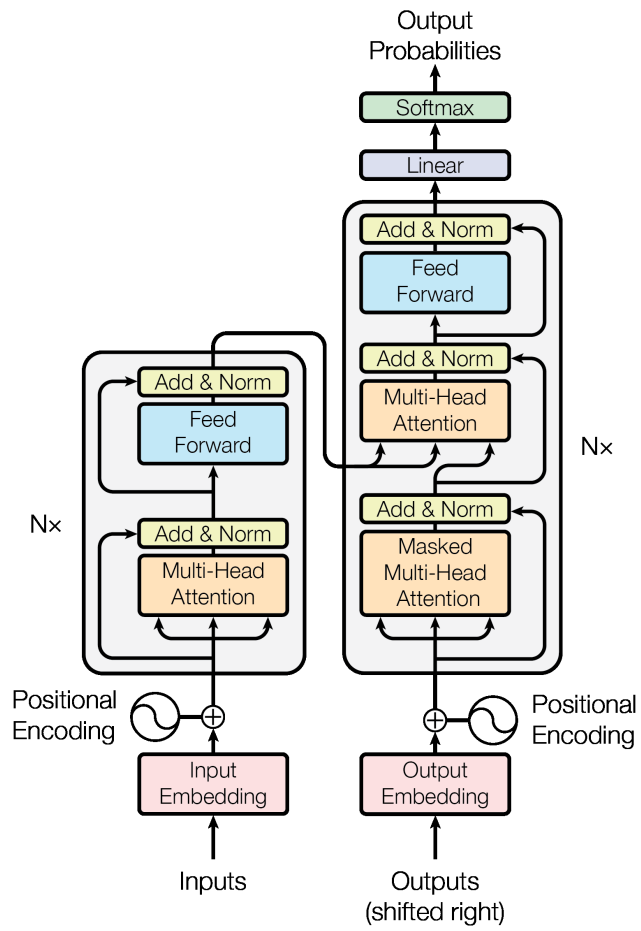 Output
Probabilities
Softmax
Linear
Add & Norm
Feed
Forward
Add & Norm
Multi-Head
Attention
Add & Norm
Masked
Multi-Head
Attention
Nx
Add & Norm
Feed
Forward
Add & Norm
Multi-Head
Attention
N×
Positional
Encoding
Positional
Encoding
Input
Embedding
Output
Embedding
Inputs
Outputs
(shifted right)